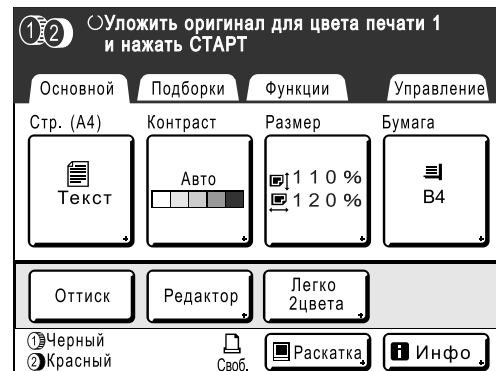 ①② Уложить оригинал для цвета печати 1
и нажать СТАРТ
Основной Подборки Функции Управление
Стр. (A4) Контраст Размер Бумага
Текст Авто 110% B4
120%
Оттиск Редактор Легко
2цвета
①Черный
②Красный
Своб. Раскатка Инфо